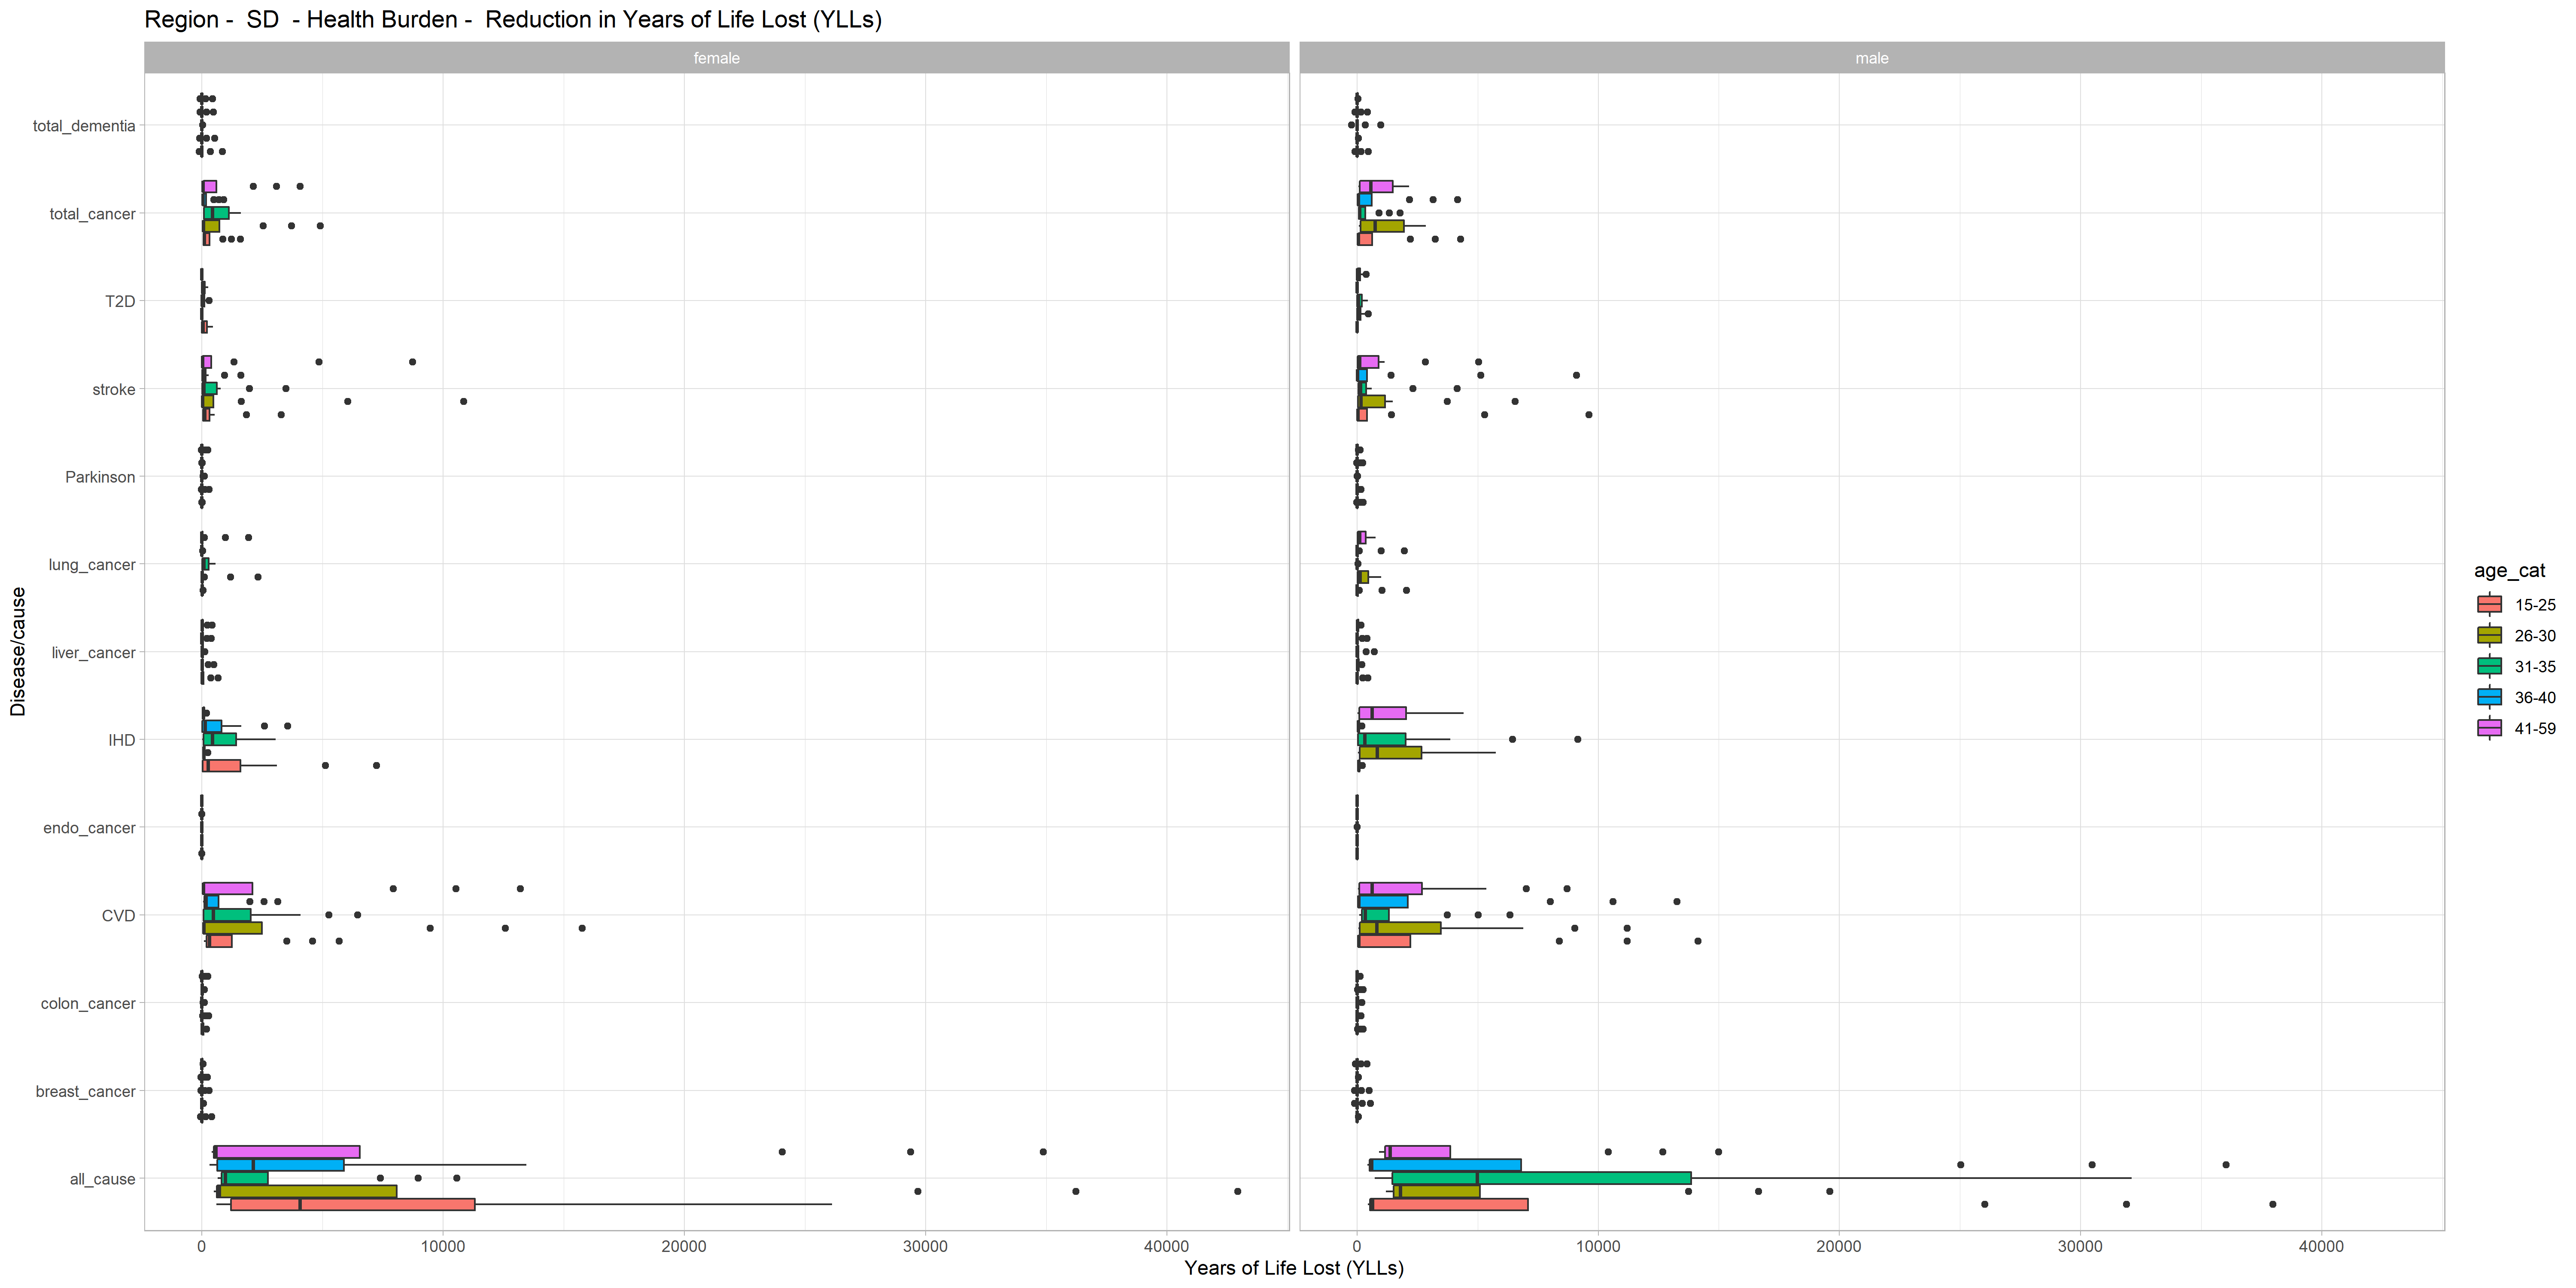 Region -  SD  - Health Burden -  Reduction in Years of Life Lost (YLLs)
female
male
Disease/cause
total_dementia
total_cancer
T2D
stroke
Parkinson
lung_cancer
liver_cancer
IHD
endo_cancer
CVD
colon_cancer
breast_cancer
all_cause
0
10000
20000
30000
40000
0
10000
20000
30000
40000
Years of Life Lost (YLLs)
age_cat
15-25
26-30
31-35
36-40
41-59